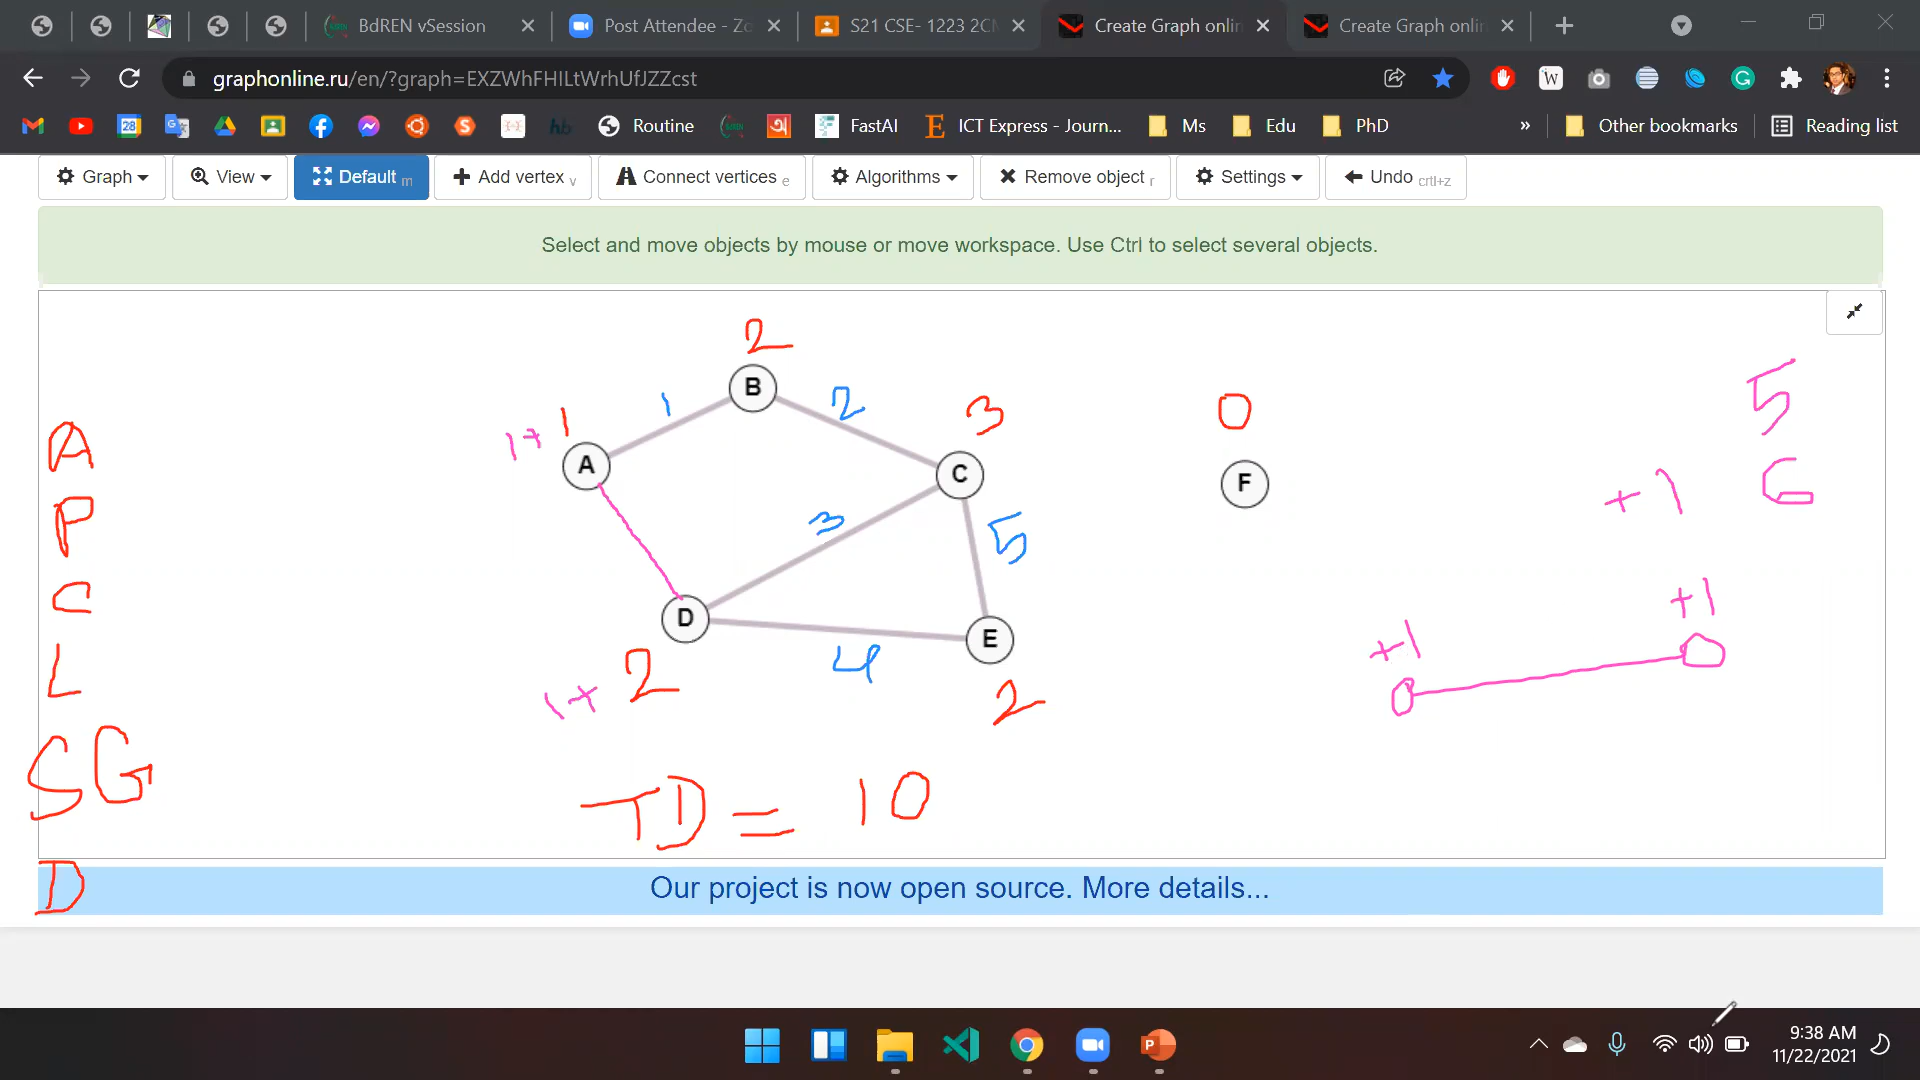 BdREN vSession
Post Attendee - Zo
S21 CSE- 1223 2CM
Create Graph onlin
Create Graph onlin
graphonline.ru/en/?graph=EXZWhFHILtWrhUfJZZcst
28
Routine
FastAI
ICT Express - Journ...
Ms
Edu
PhD
»
Other bookmarks
Reading list
Graph
View
Default m
Add vertex v
Connect vertices e
Algorithms
Remove object r
Settings
Undo crtl+z
Select and move objects by mouse or move workspace. Use Ctrl to select several objects.
A
P
C
L
SG
D
2
B
1
2
1+ 1
A
3
C
0
F
3
5
D
4
E
1+ 2
2
TD = 10
5
+1 6
+1 +1
Our project is now open source. More details...
9:38 AM
11/22/2021